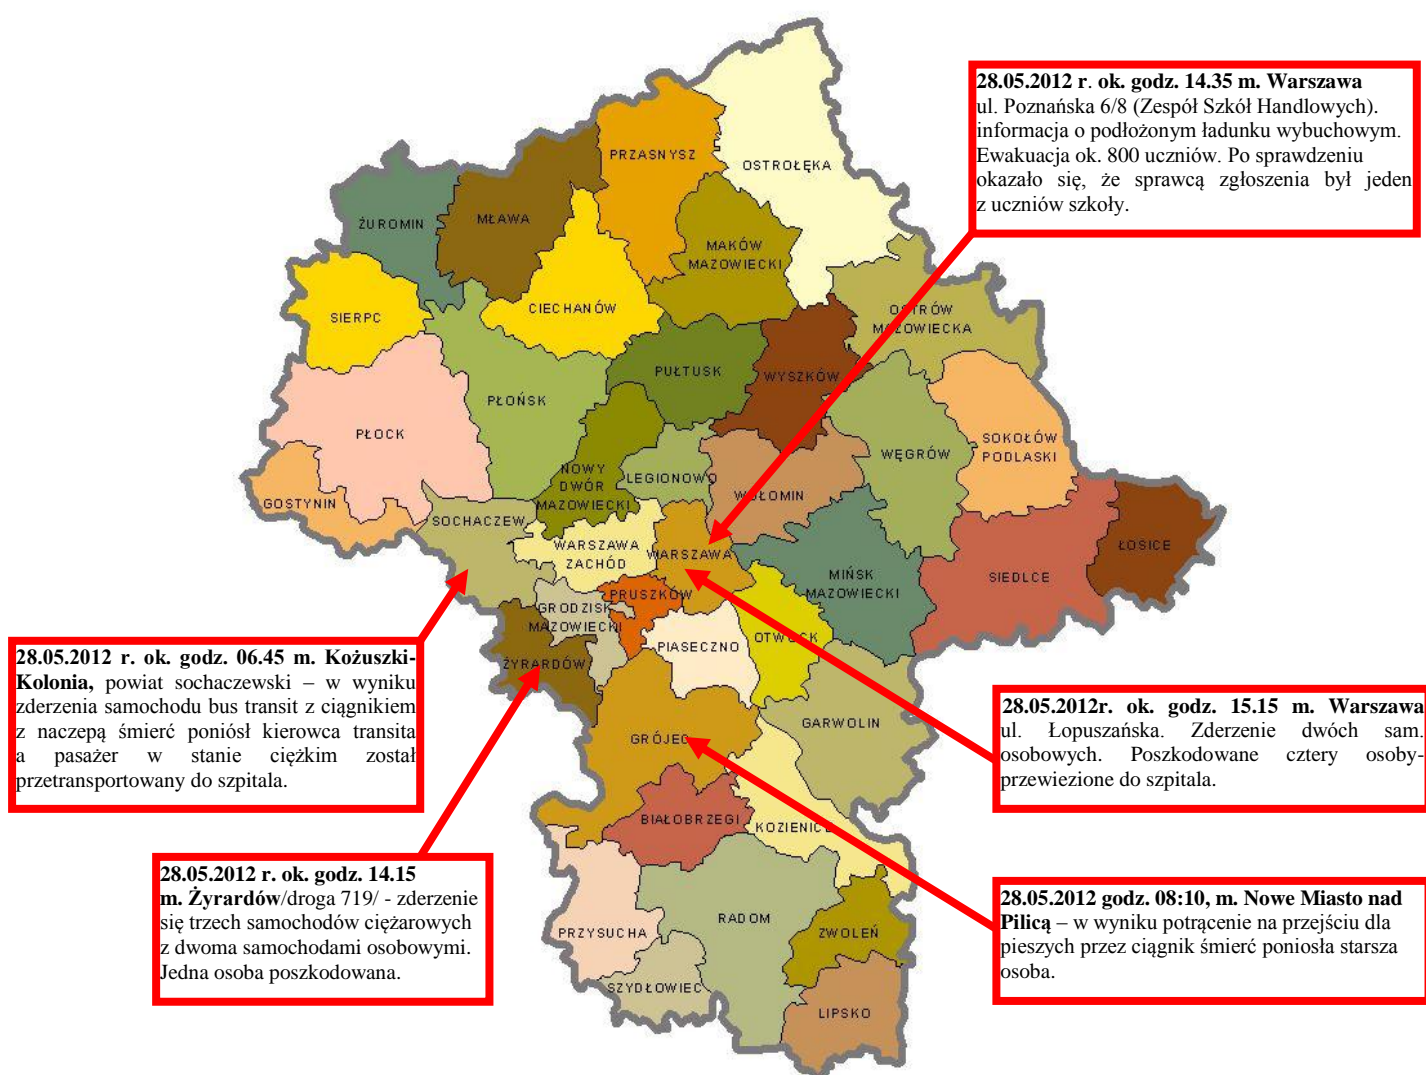 28.05.2012 r. ok. godz. 14.35 m. Warszawa
ul. Poznańska 6/8 (Zespół Szkół Handlowych).
informacja o podłożonym ładunku wybuchowym.
Ewakuacja ok. 800 uczniów. Po sprawdzeniu
okazało się, że sprawcą zgłoszenia był jeden
z uczniów szkoły.
PRZASNYSZ
OSTROŁĘKA
ŻUROMIN
MŁAWA
MAKÓW
MAZOWIECKI
SIERPC
CIECHANÓW
OSTRÓW
MAZOWIECKA
PUŁTUSK
WYSZKÓW
PŁOŃSK
PŁOCK
SOKOŁÓW
PODLASKI
WĘGRÓW
NOWY
DWÓR
MAZOWIECKI
LEGIONOWO
WOŁOMIN
GOSTYNIN
SOCHACZEW
WARSZAWA
ZACHÓD
WARSZAWA
ŁOSICE
SIEDLCE
MIŃSK
MAZOWIECKI
PRUSZKÓW
GRODZISK
MAZOWIECKI
OTWOCK
PIASECZNO
ŻYRARDÓW
28.05.2012 r. ok. godz. 06.45 m. Kożuszki-
Kolonia, powiat sochaczewski – w wyniku
zderzenia samochodu bus transit z ciągnikiem
z naczepą śmierć poniósł kierowca transita
a pasażer w stanie ciężkim został
przetransportowany do szpitala.
GARWOLIN
GRÓJEC
28.05.2012r. ok. godz. 15.15 m. Warszawa
ul. Łopuszańska. Zderzenie dwóch sam.
osobowych. Poszkodowane cztery osoby-
przewiezione do szpitala.
BIAŁOBRZEGI
KOZIENICE
28.05.2012 r. ok. godz. 14.15
m. Żyrardów/droga 719/ - zderzenie
się trzech samochodów ciężarowych
z dwoma samochodami osobowymi.
Jedna osoba poszkodowana.
28.05.2012 godz. 08:10, m. Nowe Miasto nad
Pilicą – w wyniku potrącenie na przejściu dla
pieszych przez ciągnik śmierć poniosła starsza
osoba.
RADOM
PRZYSUCHA
ZWOLEŃ
SZYDŁOWIEC
LIPSKO